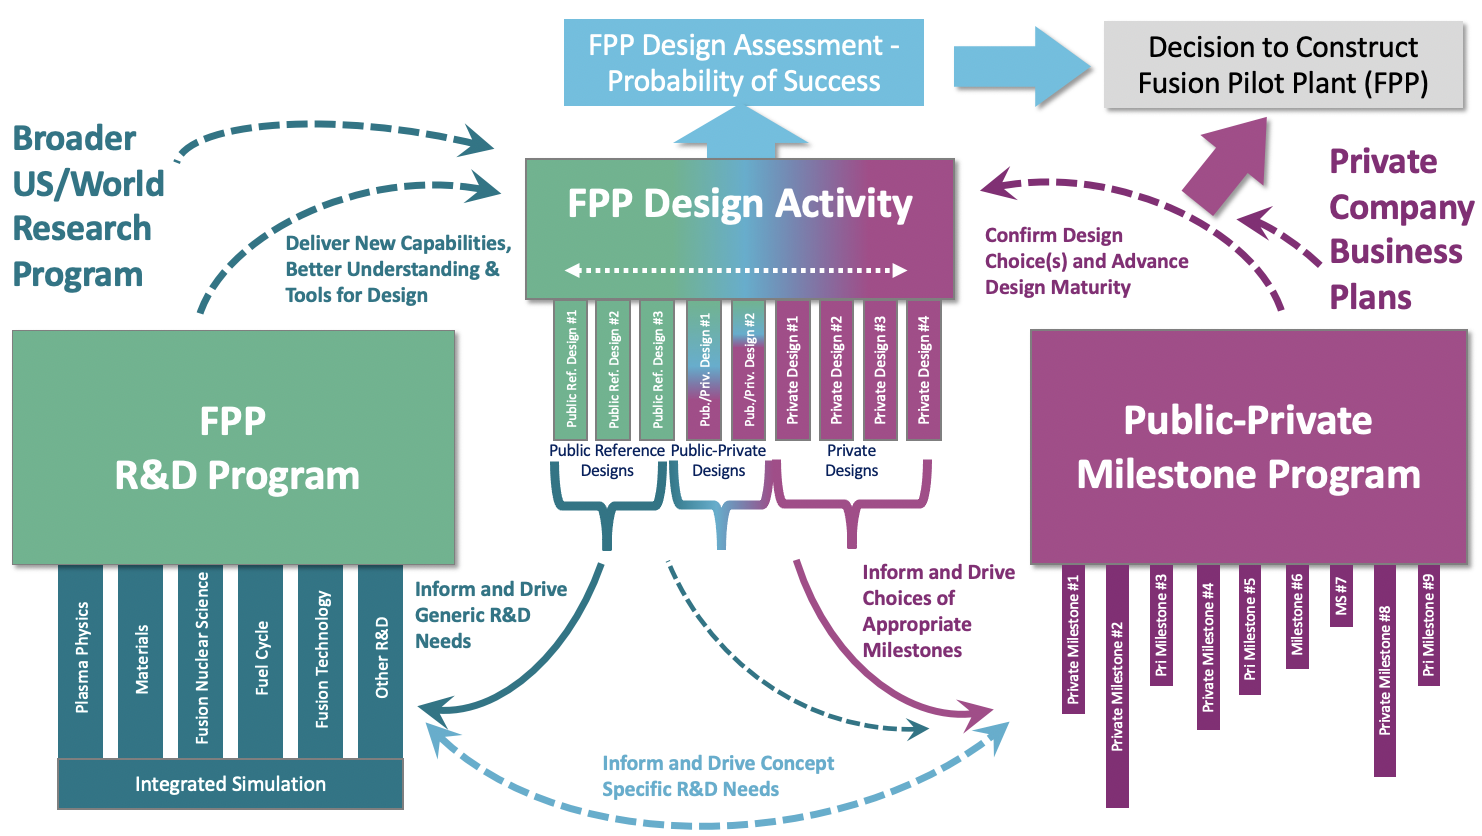 FPP Design Assessment -
Probability of Success
Decision to Construct
Fusion Pilot Plant (FPP)
Broader
US/World
Research
Program
FPP Design Activity
Private
Company
Business
Plans
Deliver New Capabilities,
Better Understanding &
Tools for Design
Confirm Design
Choice(s) and Advance
Design Maturity
Public Ref. Design #1
Public Ref. Design #2
Public Ref. Design #3
Pub./Priv. Design #1
Pub./Priv. Design #2
Private Design #1
Private Design #2
Private Design #3
Private Design #4
Public Reference
Designs
Public-Private
Designs
Private
Designs
FPP
R&D Program
Public-Private
Milestone Program
Inform and Drive
Generic R&D
Needs
Inform and Drive
Choices of
Appropriate
Milestones
Plasma Physics
Materials
Fusion Nuclear Science
Fuel Cycle
Fusion Technology
Other R&D
Integrated Simulation
Private Milestone #1
Private Milestone #2
Pri Milestone #3
Private Milestone #4
Pri Milestone #5
Milestone #6
MS #7
Private Milestone #8
Pri Milestone #9
Inform and Drive Concept
Specific R&D Needs